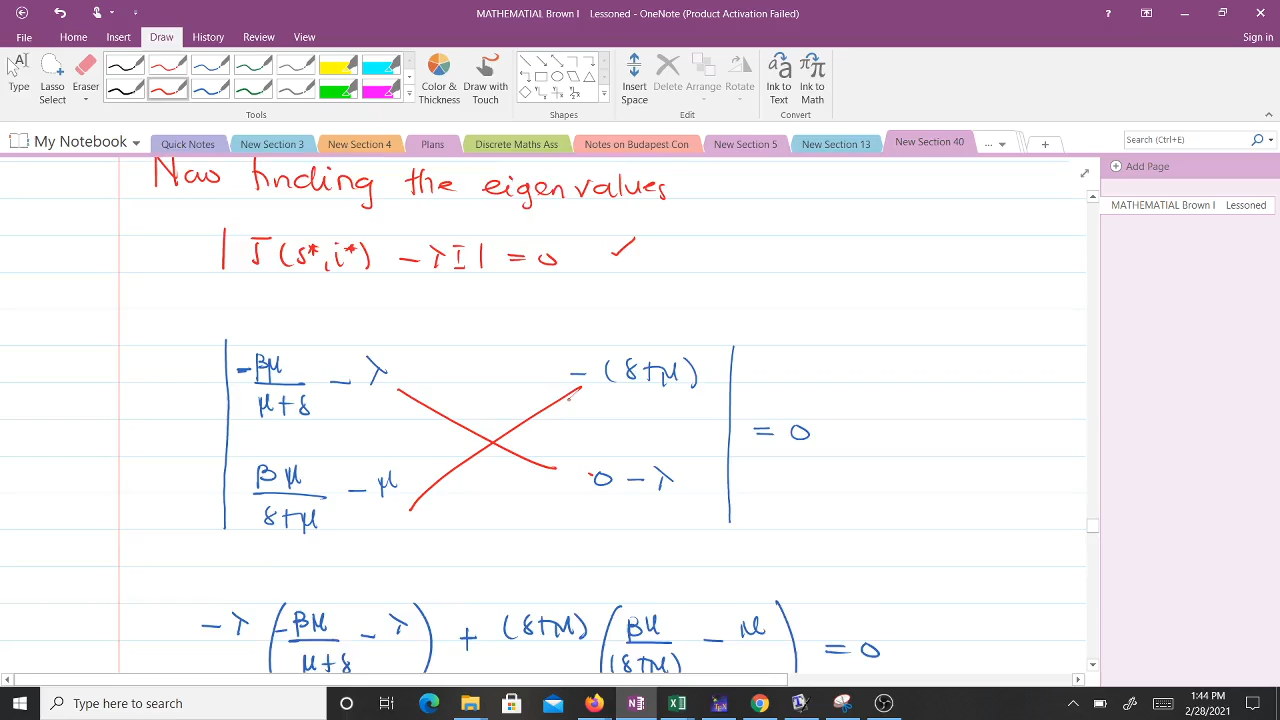 MATHEMATIAL Brown I Lessoned - OneNote (Product Activation Failed)
File Home Insert Draw History Review View Sign in
Type Lasso Select Eraser Color & Thickness Draw with Touch Insert Space Delete Arrange Rotate Ink to Text Ink to Math
Tools Shapes Edit Convert
My Notebook Quick Notes New Section 3 New Section 4 Plans Discrete Maths Ass Notes on Budapest Con New Section 5 New Section 13 New Section 40 ... Search (Ctrl+E)
Add Page
MATHEMATIAL Brown I Lessoned
Now finding the eigenvalues
| J(s*, i*) - λI | = 0 ✓
| -βμ/(μ+δ) - λ    - (δ+μ) |
| βμ/(δ+μ) - μ    0 - λ | = 0
-λ (-βμ/(μ+δ) - λ) + (δ+μ) (βμ/(δ+μ) - μ) = 0
Type here to search
1:44 PM
2/28/2021